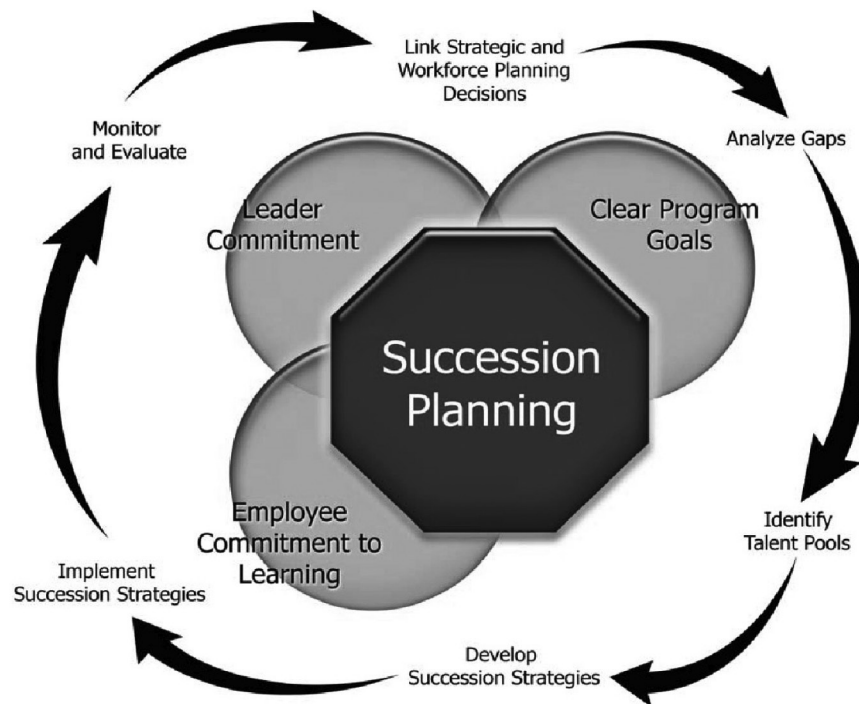 Link Strategic and
Workforce Planning
Decisions
Monitor
and Evaluate
Analyze Gaps
Leader
Commitment
Clear Program
Goals
Succession
Planning
Employee
Commitment to
Learning
Identify
Talent Pools
Implement
Succession Strategies
Develop
Succession Strategies